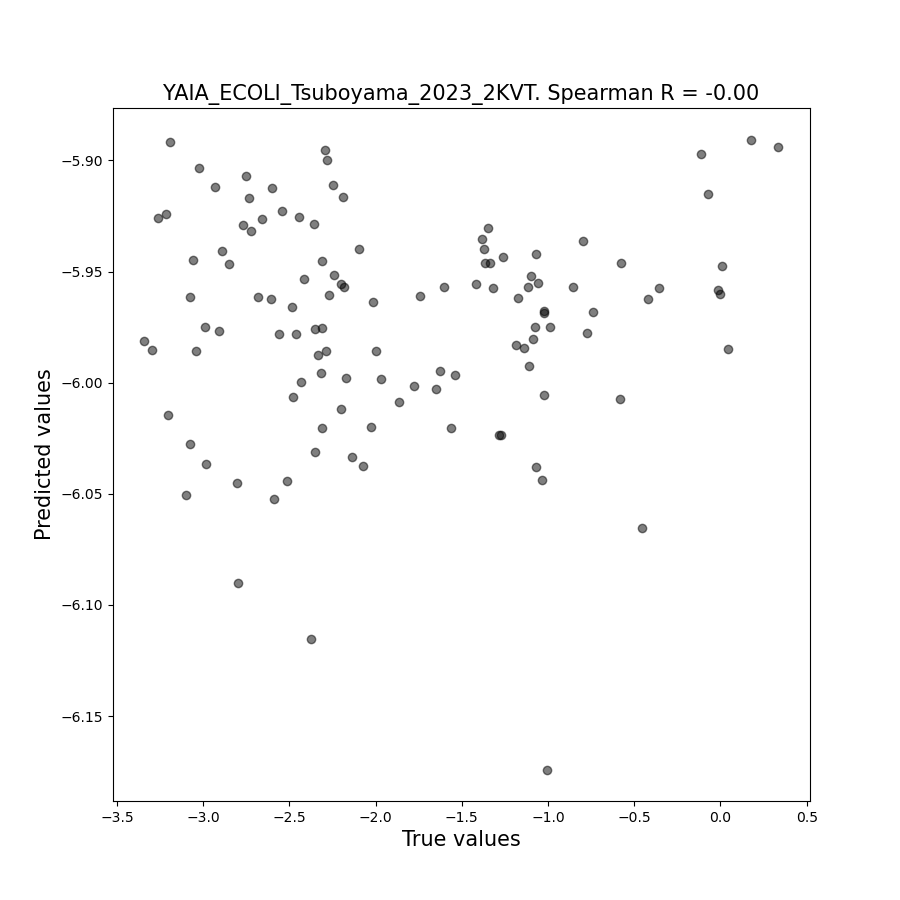 YAIA_ECOLI_Tsuboyama_2023_2KVT. Spearman R = -0.00
Predicted values
−5.90
−5.95
−6.00
−6.05
−6.10
−6.15
−3.5 −3.0 −2.5 −2.0 −1.5 −1.0 −0.5 0.0 0.5
True values